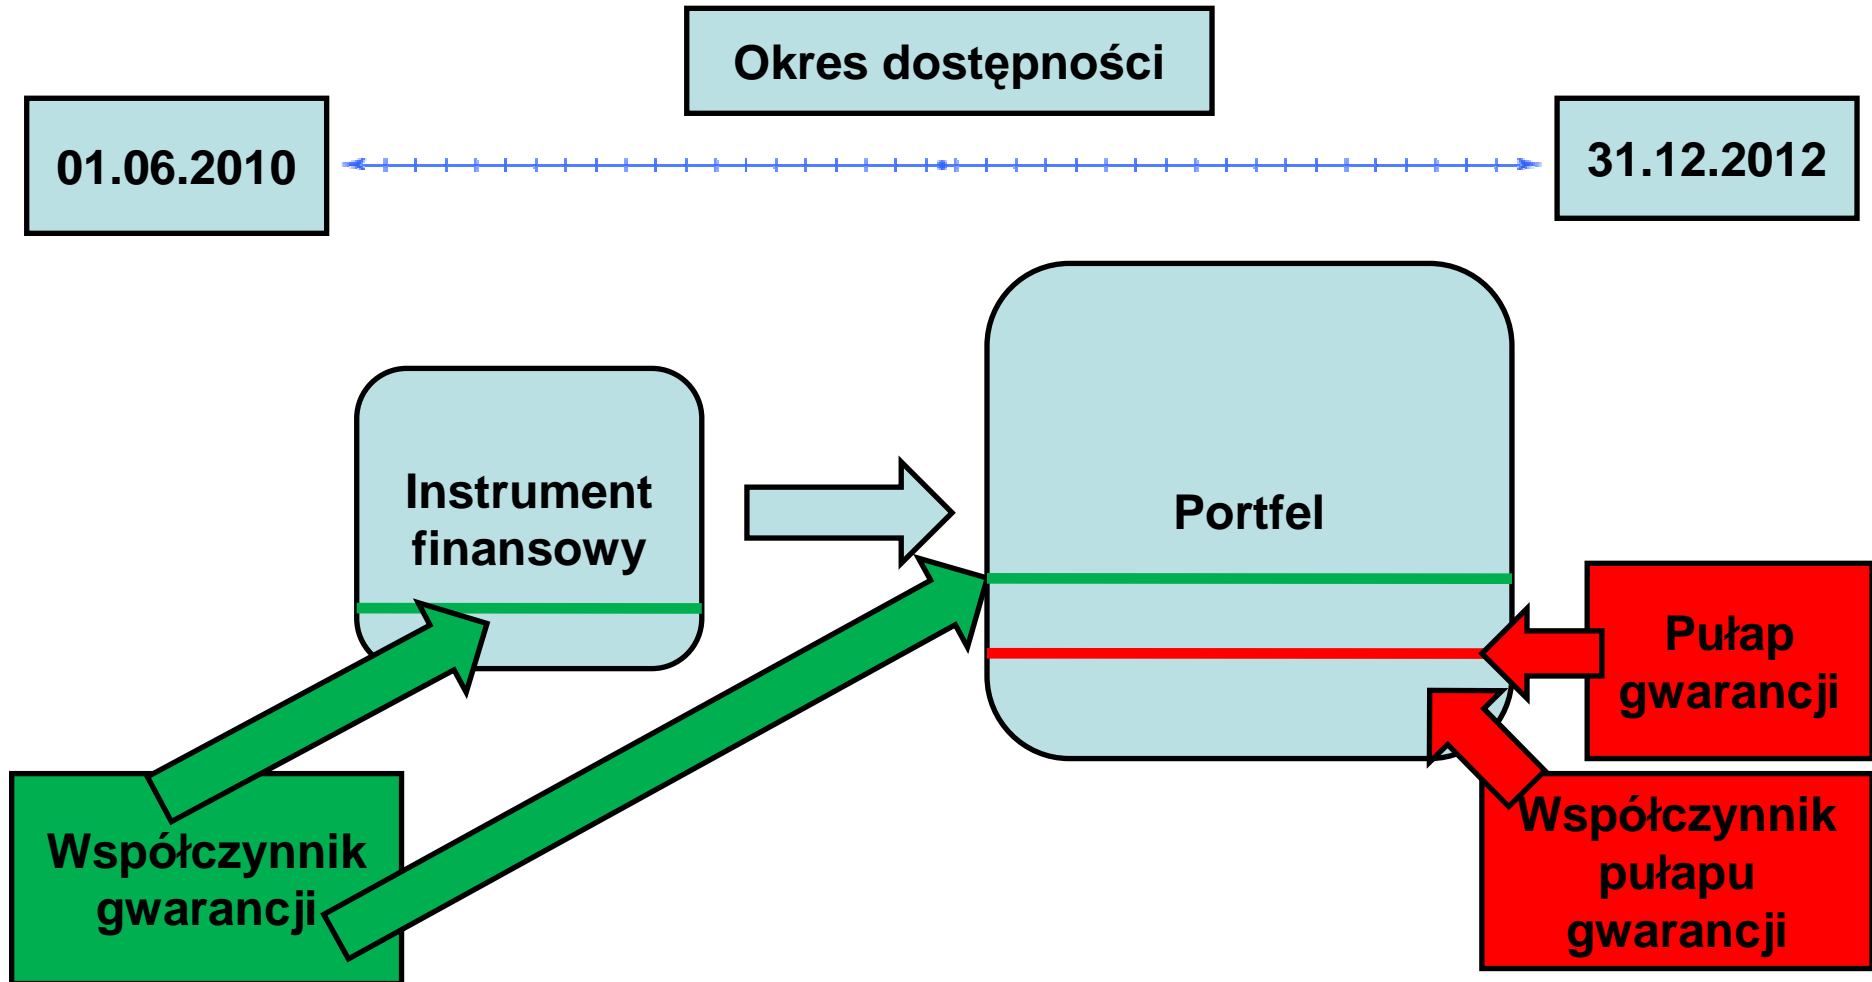 Okres dostępności
01.06.2010
31.12.2012
Instrument
finansowy
Portfel
Pułap
gwarancji
Współczynnik
gwarancji
Współczynnik
pułapu
gwarancji